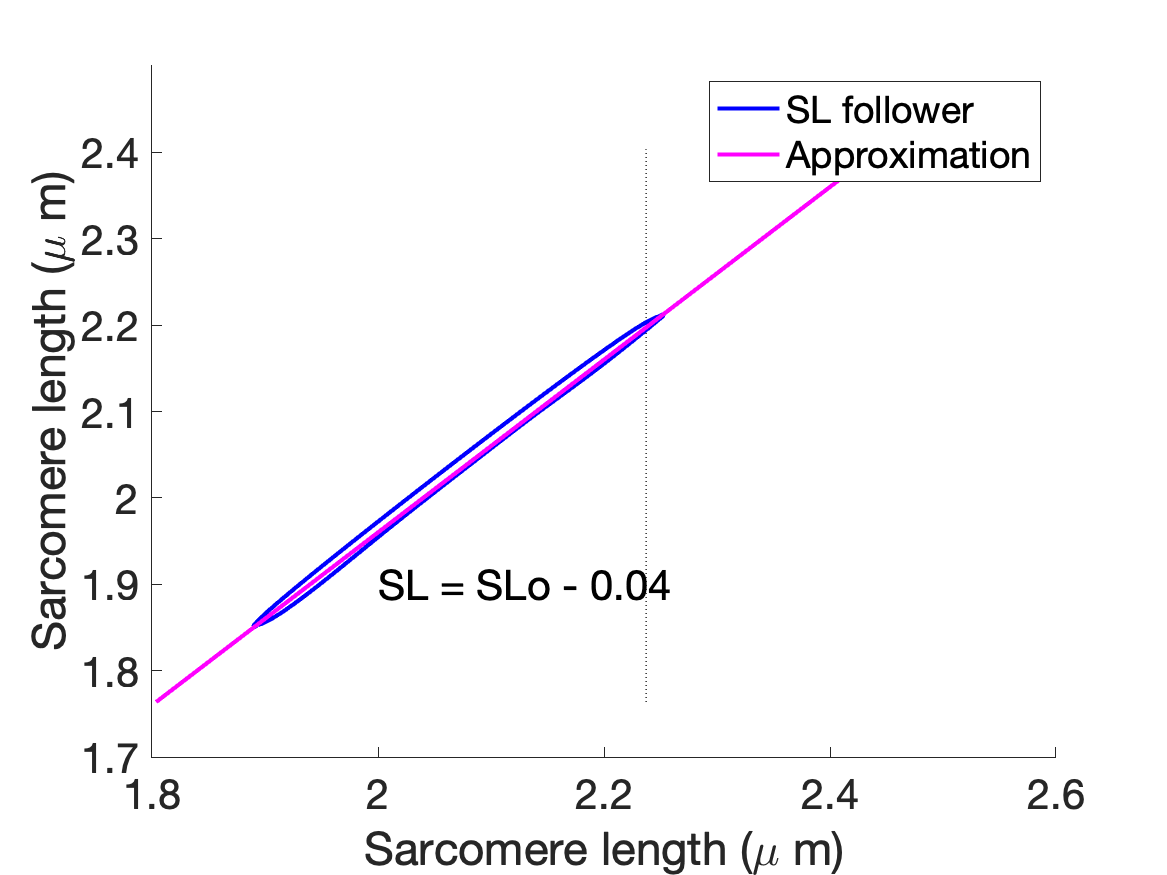 SL follower
Approximation
2.4
2.3
2.2
2.1
2
1.9
1.8
1.7
Sarcomere length (μ m)
SL = SLo - 0.04
1.8
2
2.2
2.4
2.6
Sarcomere length (μ m)